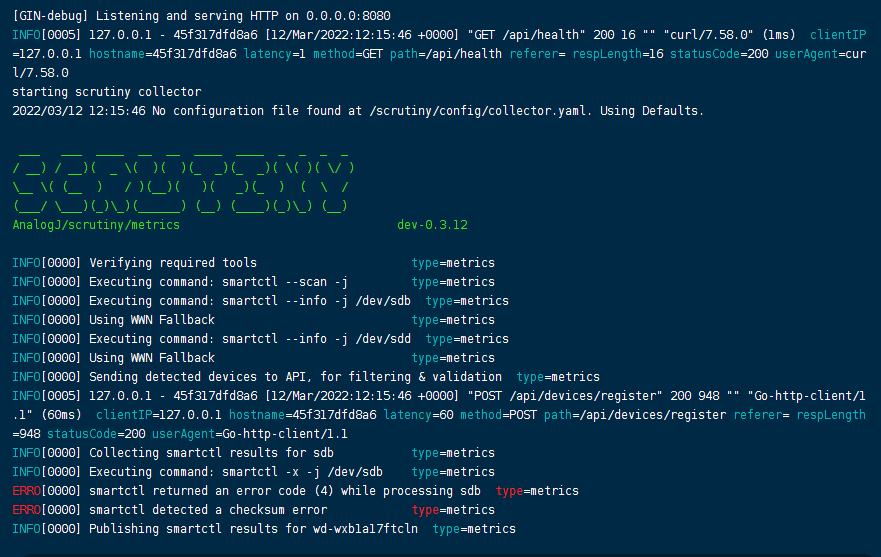 [GIN-debug] Listening and serving HTTP on 0.0.0.0:8080
INFO[0005] 127.0.0.1 - 45f317dfd8a6 [12/Mar/2022:12:15:46 +0000] "GET /api/health" 200 16 "" "curl/7.58.0" (1ms)  clientIP
=127.0.0.1 hostname=45f317dfd8a6 latency=1 method=GET path=/api/health referer= respLength=16 statusCode=200 userAgent=cur
l/7.58.0
starting scrutiny collector
2022/03/12 12:15:46 No configuration file found at /scrutiny/config/collector.yaml. Using Defaults.
 ___   ___  ____  __  __  ____  ____  _  _  _  _
/ __) / __)(  _ \(  )(  )(_  _)(_  _)( \( )( \/ )
\__ \( (__  )   / )(__)(   )(   _)(_  )  (  \  /
(___/ \___)(_)\_)(______) (__) (____)(_)\_) (__)
AnalogJ/scrutiny/metrics                               dev-0.3.12
INFO[0000] Verifying required tools                      type=metrics
INFO[0000] Executing command: smartctl --scan -j         type=metrics
INFO[0000] Executing command: smartctl --info -j /dev/sdb  type=metrics
INFO[0000] Using WWN Fallback                            type=metrics
INFO[0000] Executing command: smartctl --info -j /dev/sdd  type=metrics
INFO[0000] Using WWN Fallback                            type=metrics
INFO[0000] Sending detected devices to API, for filtering & validation  type=metrics
INFO[0005] 127.0.0.1 - 45f317dfd8a6 [12/Mar/2022:12:15:46 +0000] "POST /api/devices/register" 200 948 "" "Go-http-client/1
.1" (60ms)  clientIP=127.0.0.1 hostname=45f317dfd8a6 latency=60 method=POST path=/api/devices/register referer= respLength
=948 statusCode=200 userAgent=Go-http-client/1.1
INFO[0000] Collecting smartctl results for sdb           type=metrics
INFO[0000] Executing command: smartctl -x -j /dev/sdb    type=metrics
ERRO[0000] smartctl returned an error code (4) while processing sdb  type=metrics
ERRO[0000] smartctl detected a checksum error            type=metrics
INFO[0000] Publishing smartctl results for wd-wxb1a17ftcln  type=metrics